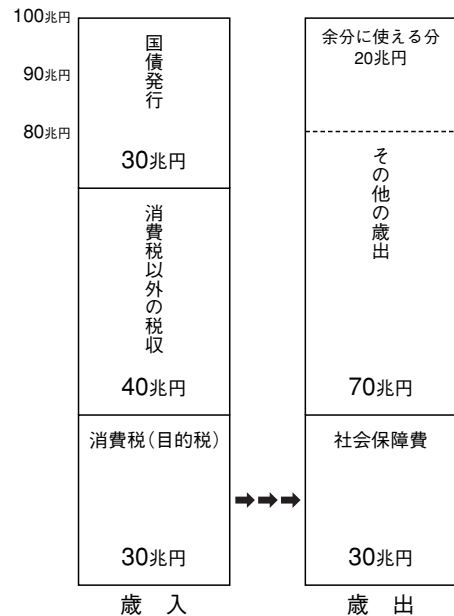 100兆円
90兆円
80兆円
国債発行
30兆円
消費税以外の税収
40兆円
消費税（目的税）
30兆円
歳入
余分に使える分
20兆円
その他の歳出
70兆円
社会保障費
30兆円
歳出